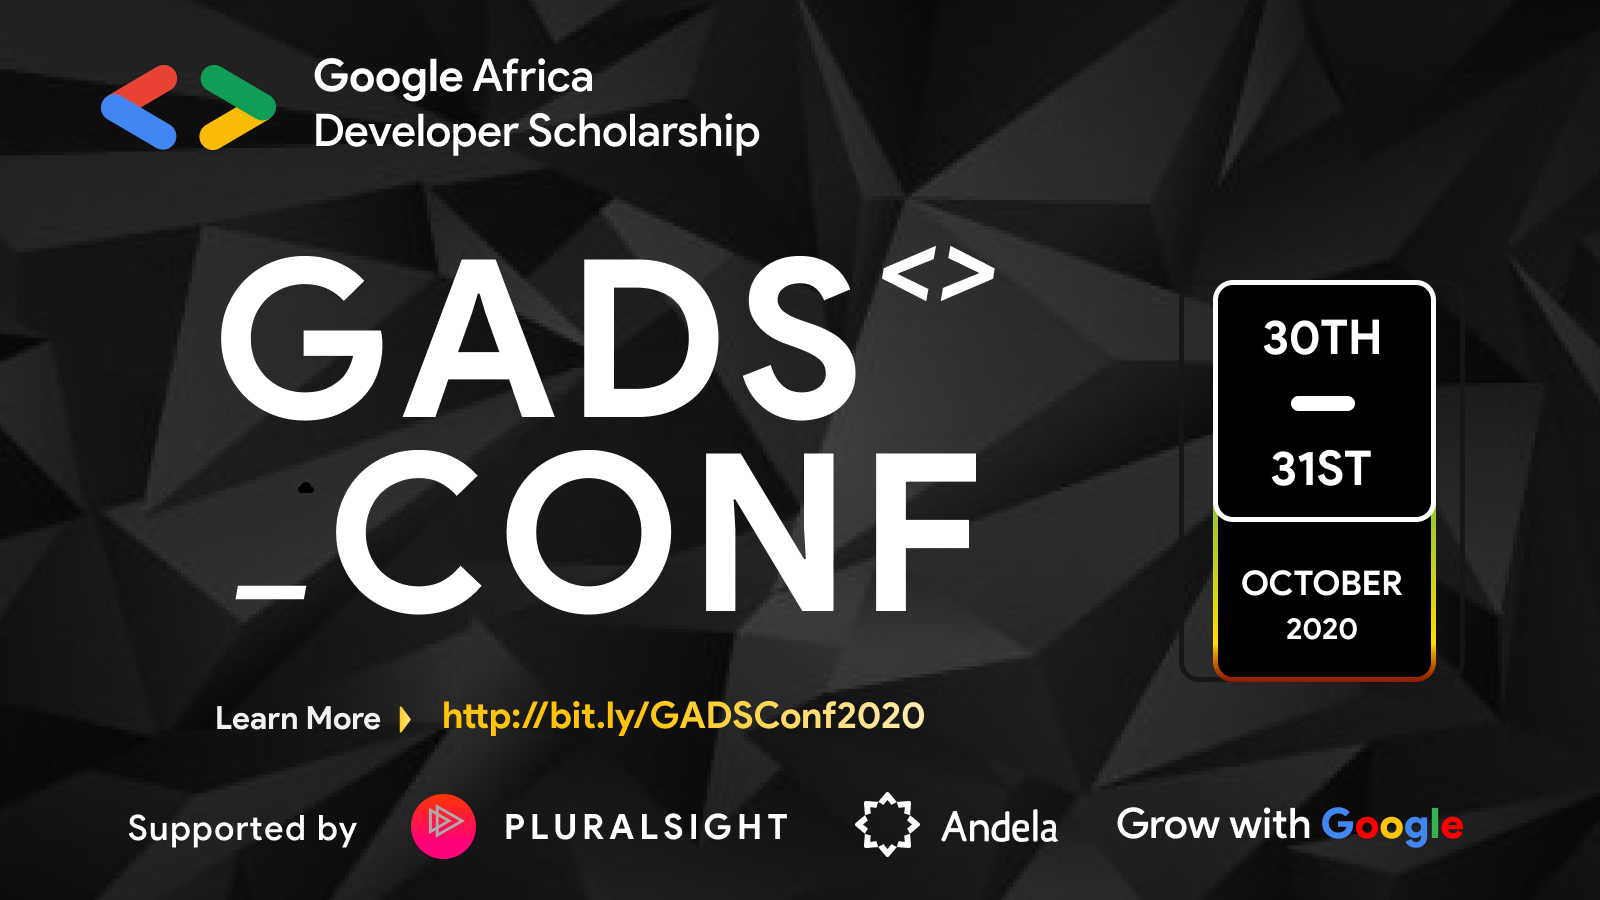 Google Africa
Developer Scholarship
GADS<>
_CONF
30TH
–
31ST
OCTOBER
2020
Learn More http://bit.ly/GADSConf2020
Supported by PLURALSIGHT Andela Grow with Google